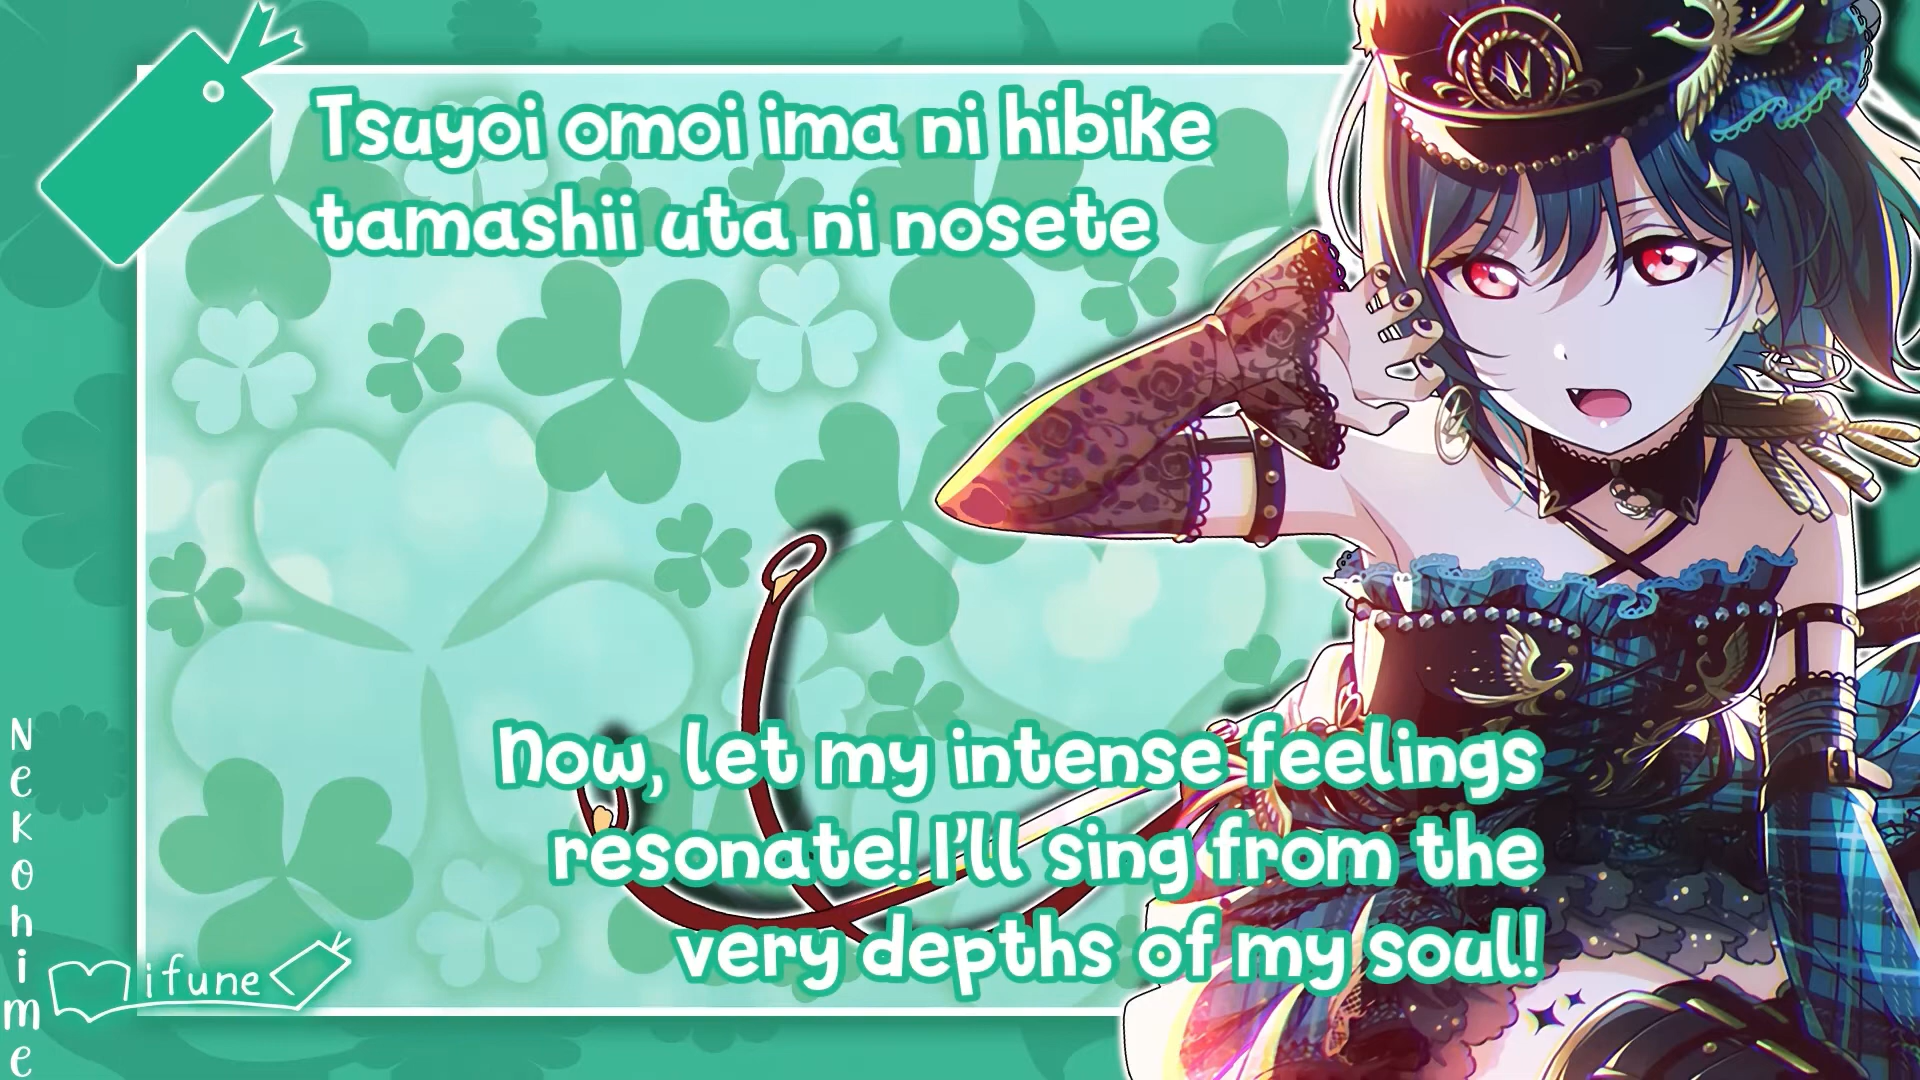 Tsuyoi omoi ima ni hibike
tamashii uta ni nosete
Now, let my intense feelings
resonate! I'll sing from the
very depths of my soul!
Nekohime
Mifune